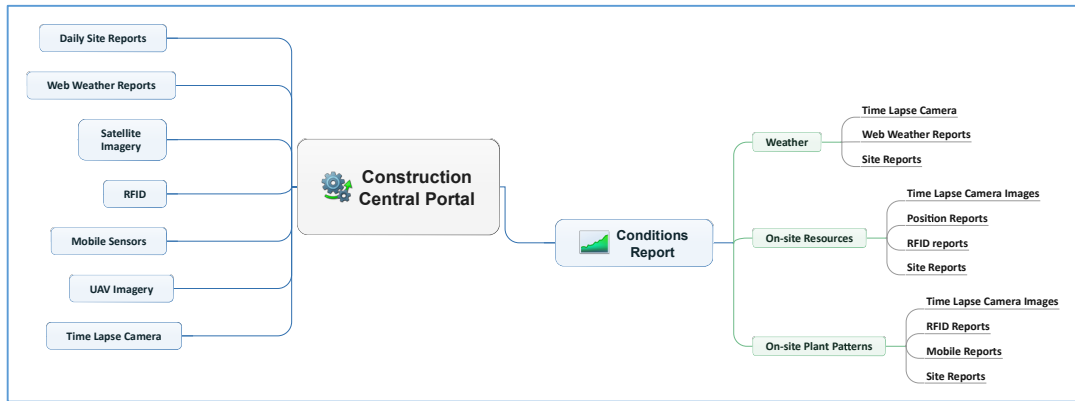 Daily Site Reports
Web Weather Reports
Satellite
Imagery
RFID
Mobile Sensors
UAV Imagery
Time Lapse Camera
Construction
Central Portal
Conditions
Report
Weather
Time Lapse Camera
Web Weather Reports
Site Reports
On-site Resources
Time Lapse Camera Images
Position Reports
RFID reports
Site Reports
On-site Plant Patterns
Time Lapse Camera Images
RFID Reports
Mobile Reports
Site Reports